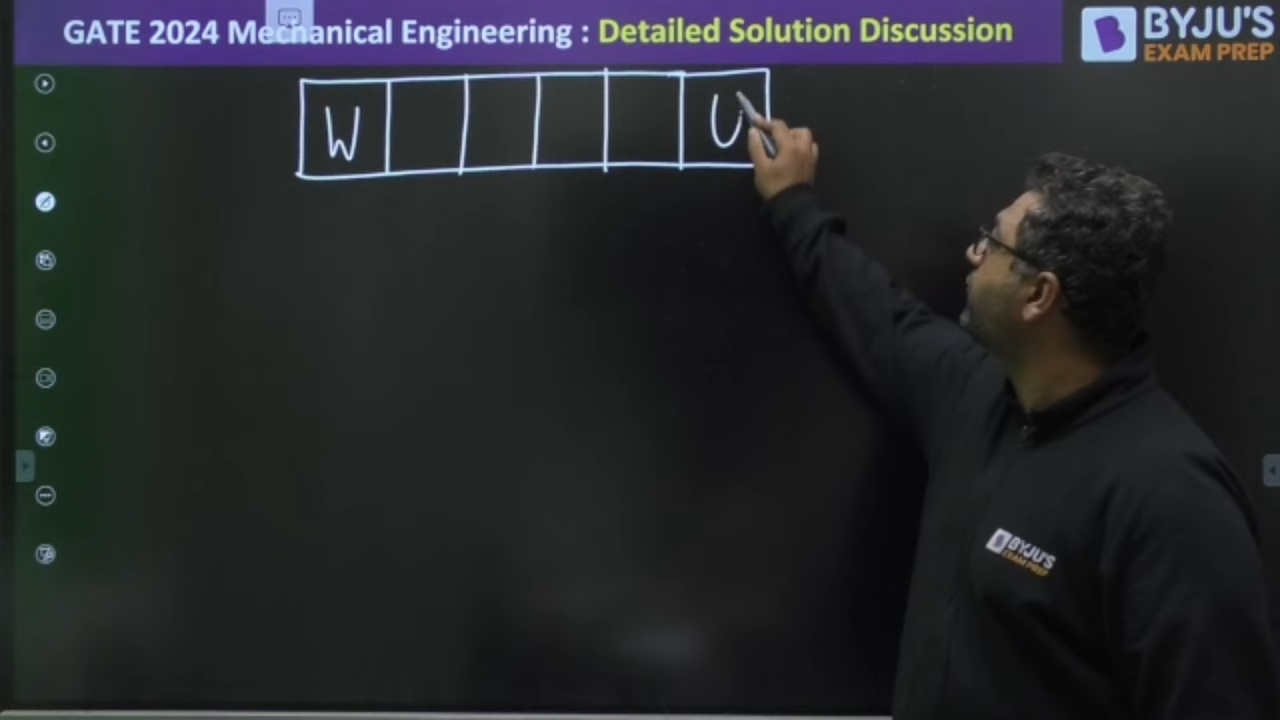 GATE 2024 Mechanical Engineering : Detailed Solution Discussion
BYJU'S
EXAM PREP
W U
BYJU'S
EXAM PREP